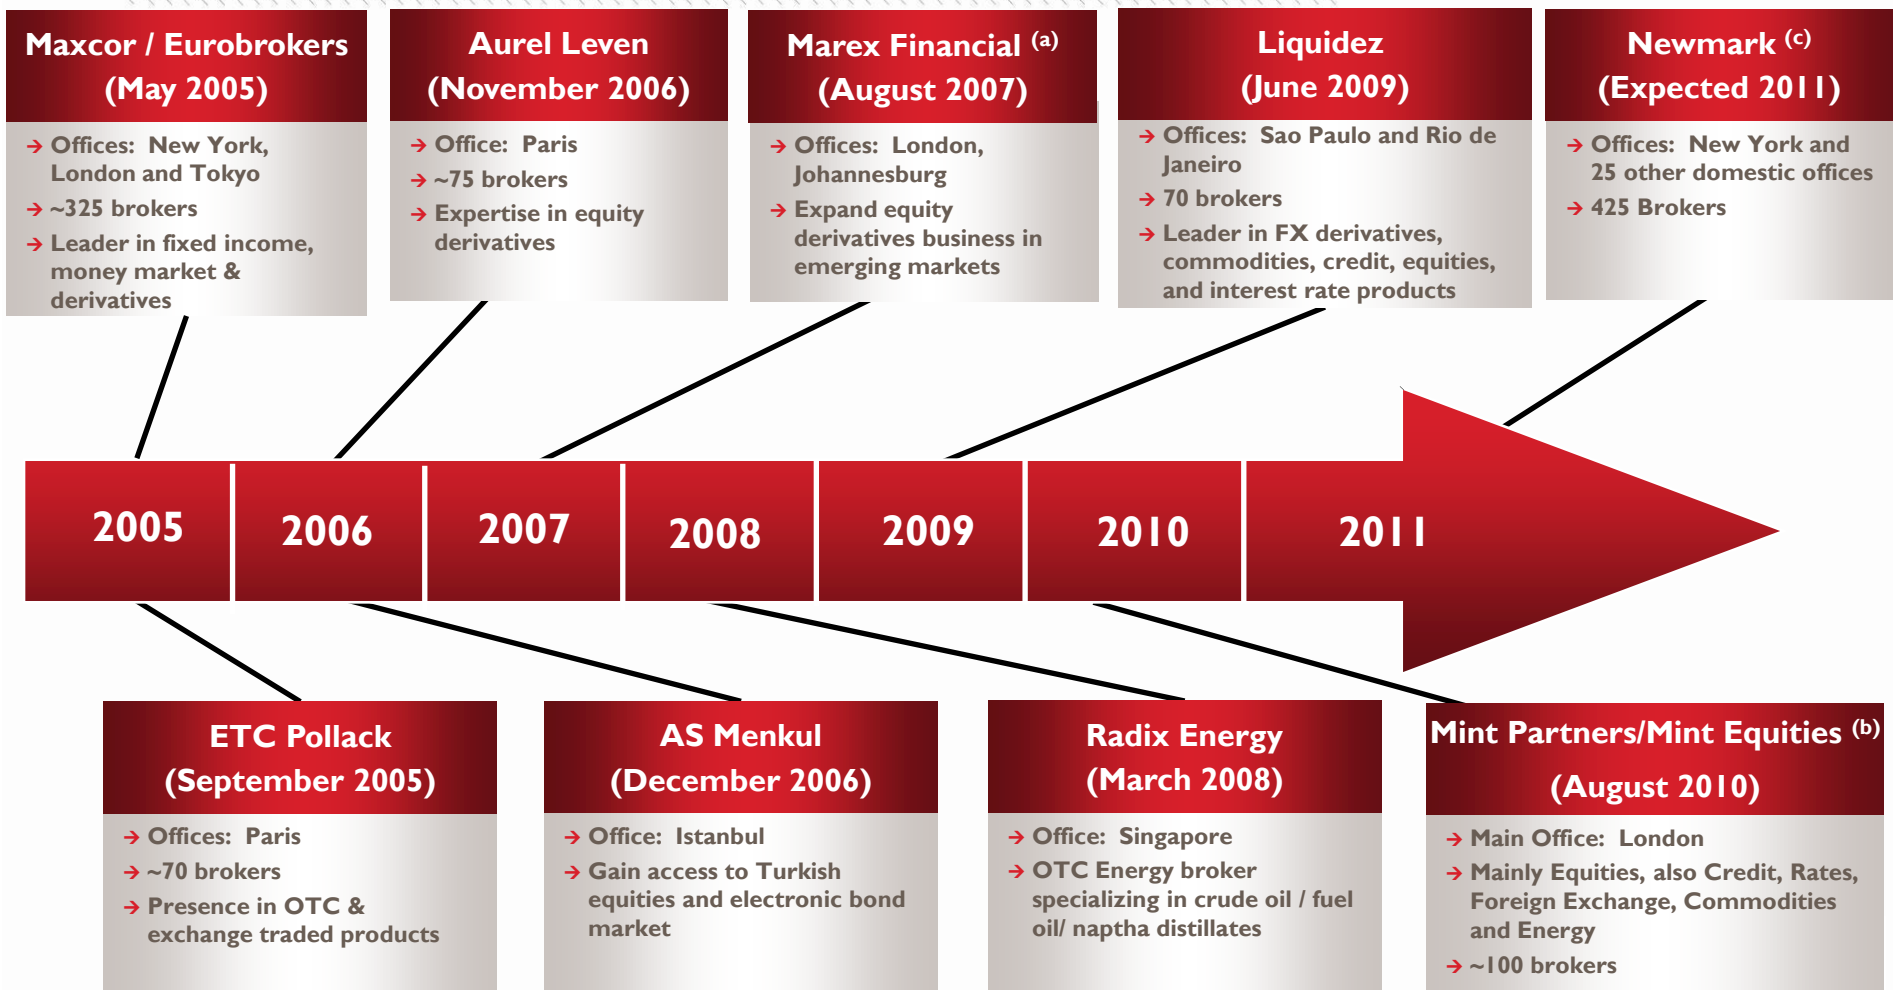 Maxcor / Eurobrokers
(May 2005)
→ Offices: New York,
London and Tokyo
→ ~325 brokers
→ Leader in fixed income,
money market &
derivatives
Aurel Leven
(November 2006)
→ Office: Paris
→ ~75 brokers
→ Expertise in equity
derivatives
Marex Financial (a)
(August 2007)
→ Offices: London,
Johannesburg
→ Expand equity
derivatives business in
emerging markets
Liquidez
(June 2009)
→ Offices: Sao Paulo and Rio de
Janeiro
→ 70 brokers
→ Leader in FX derivatives,
commodities, credit, equities,
and interest rate products
Newmark (c)
(Expected 2011)
→ Offices: New York and
25 other domestic offices
→ 425 Brokers
2005
2006
2007
2008
2009
2010
2011
ETC Pollack
(September 2005)
→ Offices: Paris
→ ~70 brokers
→ Presence in OTC &
exchange traded products
AS Menkul
(December 2006)
→ Office: Istanbul
→ Gain access to Turkish
equities and electronic bond
market
Radix Energy
(March 2008)
→ Office: Singapore
→ OTC Energy broker
specializing in crude oil / fuel
oil/ naptha distillates
Mint Partners/Mint Equities (b)
(August 2010)
→ Main Office: London
→ Mainly Equities, also Credit, Rates,
Foreign Exchange, Commodities
and Energy
→ ~100 brokers